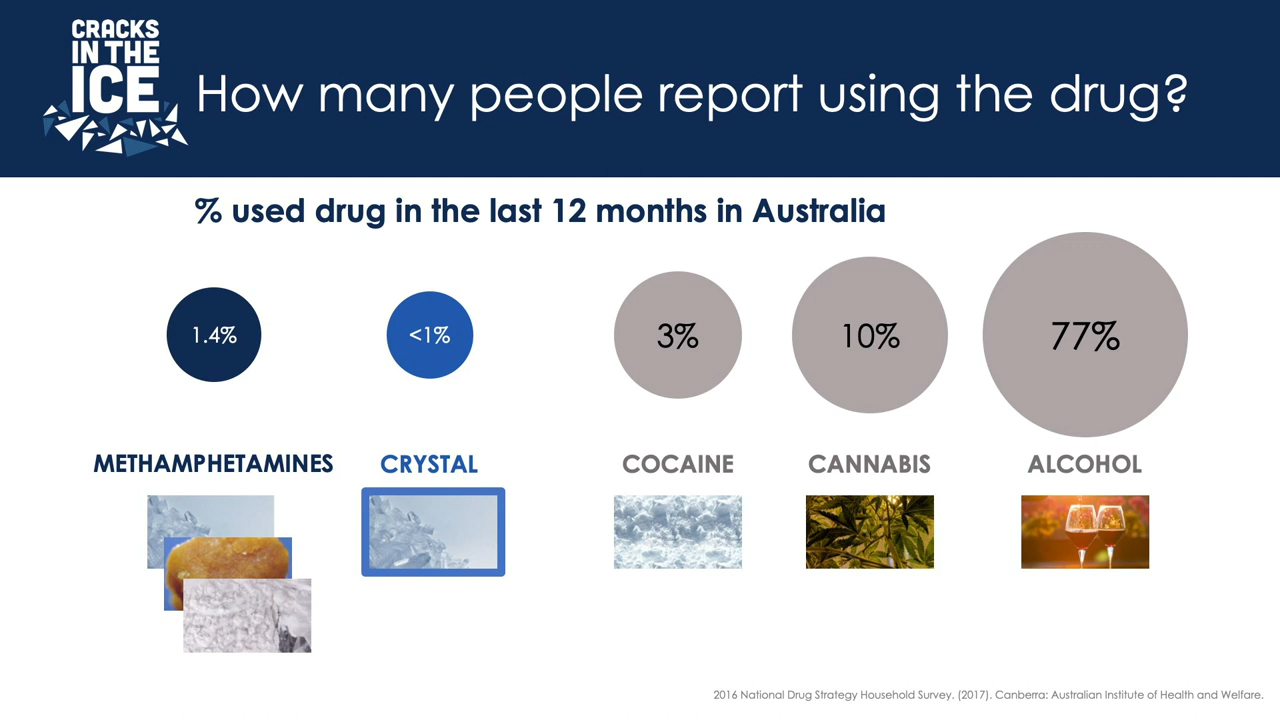 CRACKS
IN THE
ICE
How many people report using the drug?
% used drug in the last 12 months in Australia
1.4%
<1%
3%
10%
77%
METHAMPHETAMINES
CRYSTAL
COCAINE
CANNABIS
ALCOHOL
2016 National Drug Strategy Household Survey. (2017). Canberra: Australian Institute of Health and Welfare.